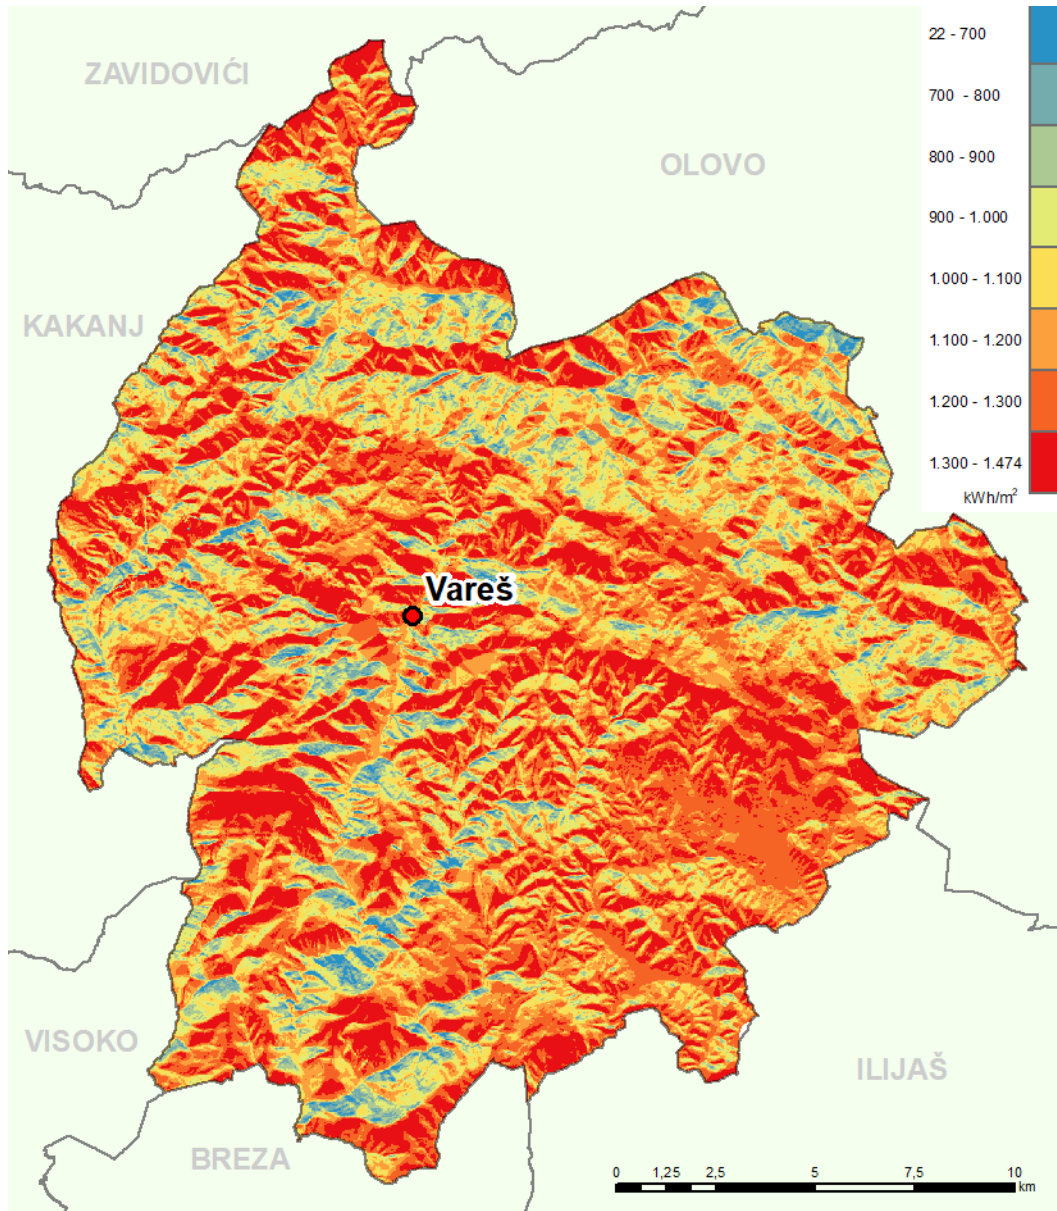 22 - 700
ZAVIDOVIĆI
700 - 800
OLOVO
800 - 900
900 - 1.000
1.000 - 1.100
KAKANJ
1.100 - 1.200
1.200 - 1.300
1.300 - 1.474
kWh/m²
Vareš
VISOKO
ILIJAŠ
BREZA
0 1,25 2,5 5 7,5 10
km